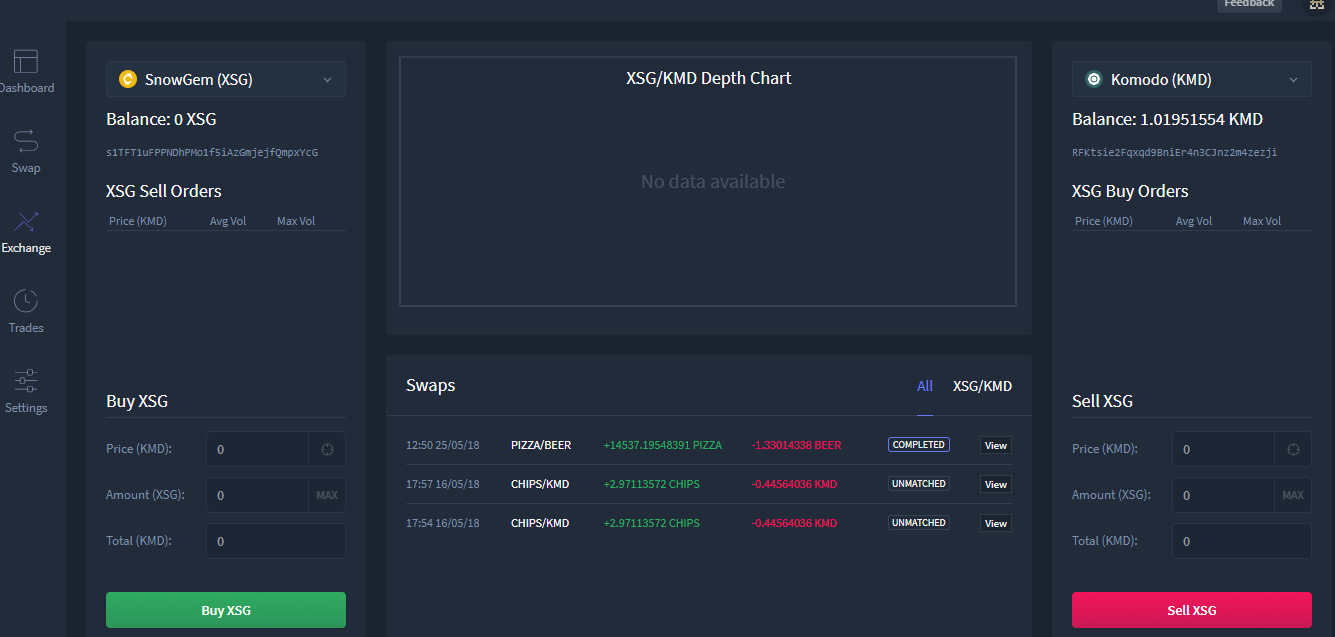 Feedback
Dashboard
Swap
Exchange
Trades
Settings
SnowGem (XSG)
Balance: 0 XSG
s1TFT1uFPPNDhPMo1f5iAzGmjejfQmpxYcG
XSG Sell Orders
Price (KMD) Avg Vol Max Vol
Buy XSG
Price (KMD): 0
Amount (XSG): 0 MAX
Total (KMD): 0
Buy XSG
XSG/KMD Depth Chart
No data available
Swaps All XSG/KMD
12:50 25/05/18 PIZZA/BEER +14537.19548391 PIZZA -1.33014338 BEER COMPLETED View
17:57 16/05/18 CHIPS/KMD +2.97113572 CHIPS -0.44564036 KMD UNMATCHED View
17:54 16/05/18 CHIPS/KMD +2.97113572 CHIPS -0.44564036 KMD UNMATCHED View
Komodo (KMD)
Balance: 1.01951554 KMD
RFKtsie2Fqxqd9BniEr4n3CJnz2m4zezji
XSG Buy Orders
Price (KMD) Avg Vol Max Vol
Sell XSG
Price (KMD): 0
Amount (XSG): 0 MAX
Total (KMD): 0
Sell XSG